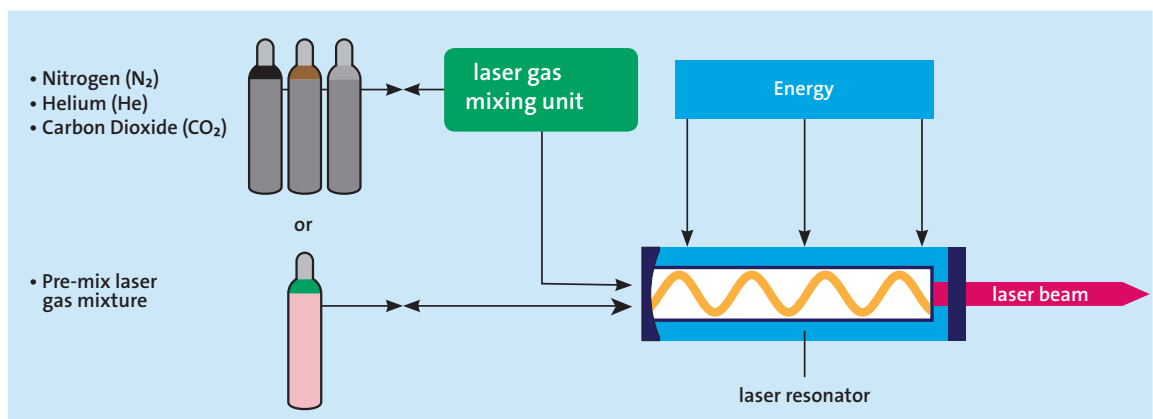 • Nitrogen (N₂)
• Helium (He)
• Carbon Dioxide (CO₂)
laser gas
mixing unit
Energy
or
• Pre-mix laser
gas mixture
laser beam
laser resonator